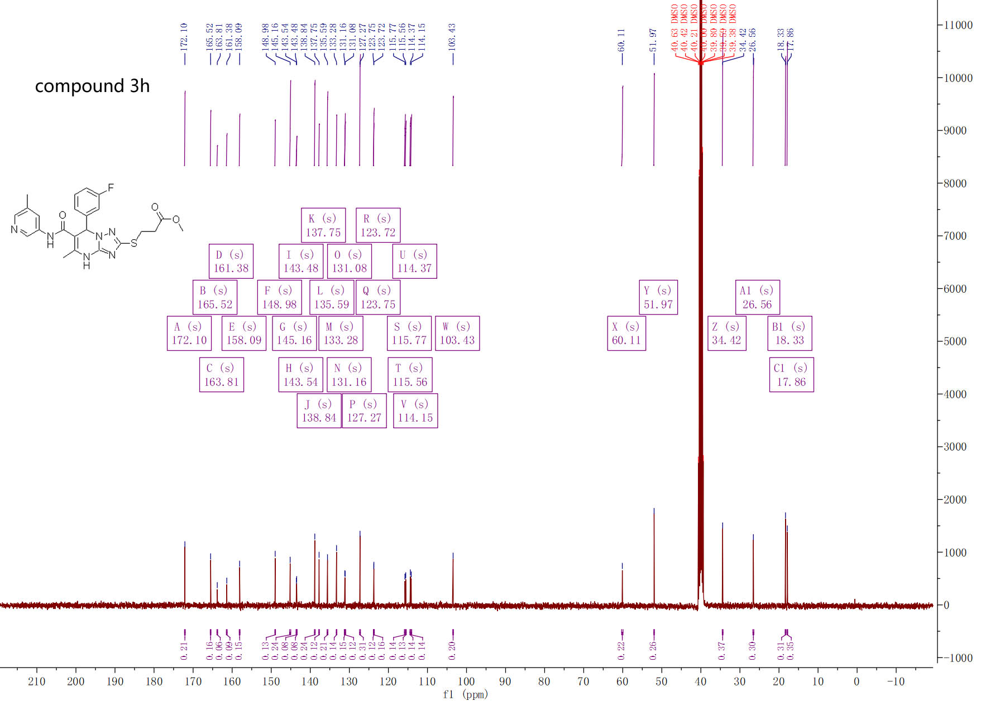 172.10
165.52
163.81
161.38
158.09
148.98
145.16
143.54
143.48
138.84
137.75
135.59
133.28
131.16
131.08
127.27
123.75
123.72
115.77
115.56
114.37
114.15
103.43
60.11
51.97
40.63 DMSO
40.42 DMSO
40.21 DMSO
40.00 DMSO
39.80 DMSO
39.59 DMSO
39.38 DMSO
34.42
26.56
18.33
17.86
compound 3h
F
O
N
N
H
N
N
N
N
H
S
O
O
K (s)
137.75
R (s)
123.72
D (s)
161.38
I (s)
143.48
O (s)
131.08
U (s)
114.37
B (s)
165.52
F (s)
148.98
L (s)
135.59
Q (s)
123.75
Y (s)
51.97
A1 (s)
26.56
A (s)
172.10
E (s)
158.09
G (s)
145.16
M (s)
133.28
S (s)
115.77
W (s)
103.43
X (s)
60.11
Z (s)
34.42
B1 (s)
18.33
C (s)
163.81
H (s)
143.54
N (s)
131.16
T (s)
115.56
C1 (s)
17.86
J (s)
138.84
P (s)
127.27
V (s)
114.15
11000
10000
9000
8000
7000
6000
5000
4000
3000
2000
1000
0
-1000
0.21
0.16
0.06
0.09
0.15
0.13
0.24
0.08
0.08
0.24
0.12
0.21
0.14
0.15
0.12
0.31
0.12
0.16
0.14
0.13
0.14
0.14
0.20
0.22
0.26
0.37
0.30
0.31
0.35
210 200 190 180 170 160 150 140 130 120 110 100 90 80 70 60 50 40 30 20 10 0 -10
f1 (ppm)